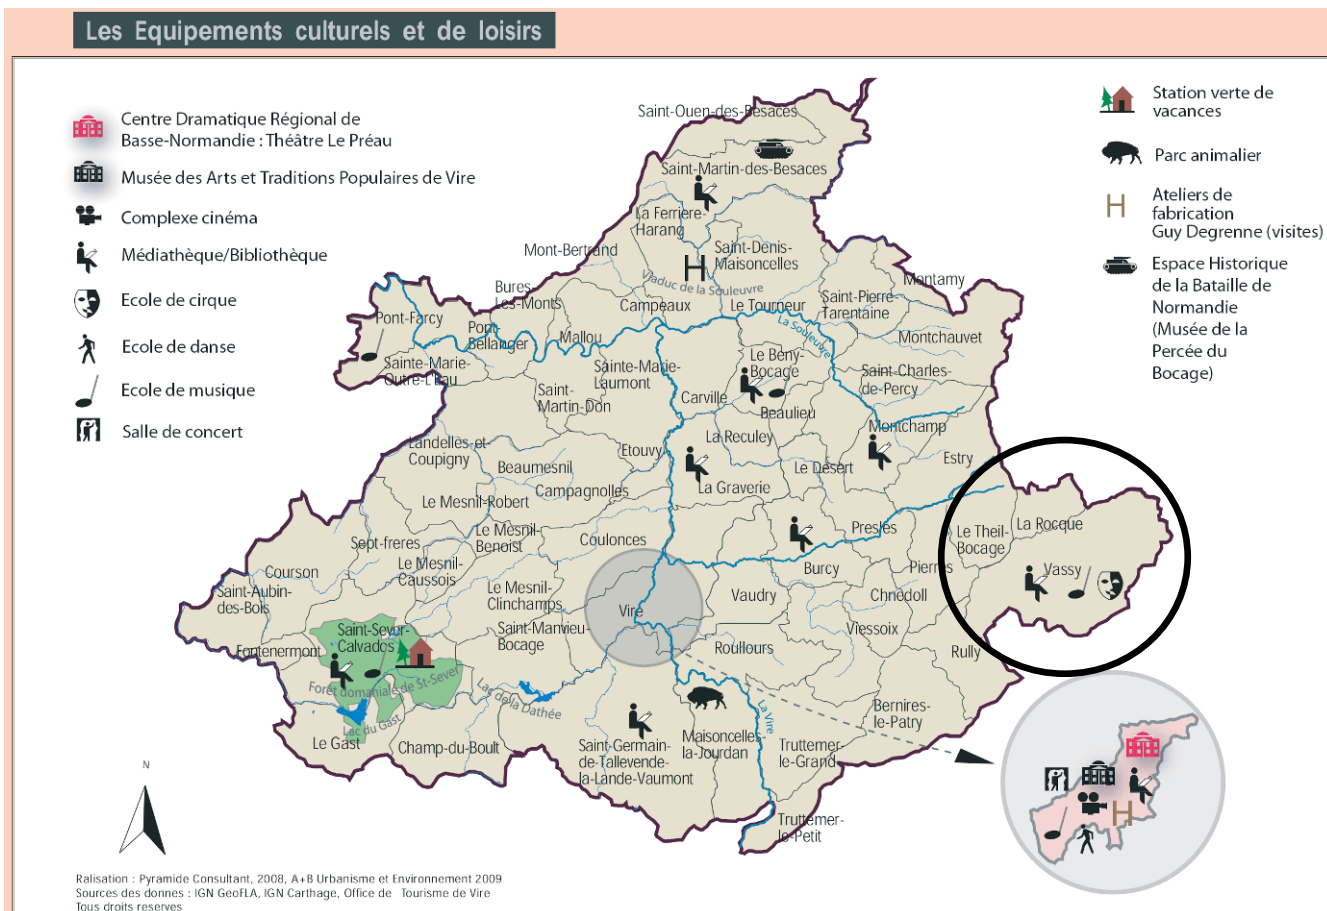 Les Equipements culturels et de loisirs
Centre Dramatique Régional de
Basse-Normandie : Théâtre Le Préau
Musée des Arts et Traditions Populaires de Vire
Complexe cinéma
Médiathèque/Bibliothèque
Ecole de cirque
Ecole de danse
Ecole de musique
Salle de concert
Station verte de
vacances
Parc animalier
Ateliers de
fabrication
Guy Degrenne (visites)
Espace Historique
de la Bataille de
Normandie
(Musée de la
Percée du
Bocage)
Saint-Ouen-des-Besaces
Saint-Martin-des-Besaces
La Ferrière-
Harang
Mont-Bertrand
Saint-Denis-
Maisoncelles
H
Viaduc de la Souleuvre
Montamy
Bures-
Les-Monts
Campeaux
Le Tourneur
Saint-Pierre-
Tarentaine
Pont-Farcy
Pont-
Bellanger
Mallou
La Souleuvre
Montchauvet
Sainte-Marie-
Outre-L'Eau
Sainte-Marie-
Laumont
Le Bény-
Bocage
Saint-Charles-
de-Percy
Saint-
Martin-Don
Carville
Beaulieu
Montchamp
Landelles-et-
Coupigny
Etouvy
La Reculey
Estry
Beaumesnil
Le Desert
Campagnolles
La Graverie
Le Mesnil-Robert
Le Mesnil-
Benoist
Coulonces
Presles
Le Theil-
Bocage
La Rocque
Sept-freres
Le Mesnil-
Caussois
Burcy
Pierres
Vassy
Courson
Saint-Aubin-
des-Bois
Le Mesnil-
Clinchamps
Vire
Vaudry
Chnedoll
Saint-Sever-
Calvados
Saint-Manvieu-
Bocage
Viessoix
Fontenermont
Roullours
Rully
Forêt domaniale de St-Sever
Lac de la Dathée
Lac du Gast
La Vire
Bernires-
le-Patry
Le Gast
Champ-du-Boult
Saint-Germain-
de-Tallevende-
la-Lande-Vaumont
Maisoncelles-
la-Jourdan
Truttemer-
le-Grand
Truttemer-
le-Petit
H
H
N
Ralisation : Pyramide Consultant, 2008, A+B Urbanisme et Environnement 2009
Sources des donnes : IGN GeoFLA, IGN Carthage, Office de Tourisme de Vire
Tous droits reserves